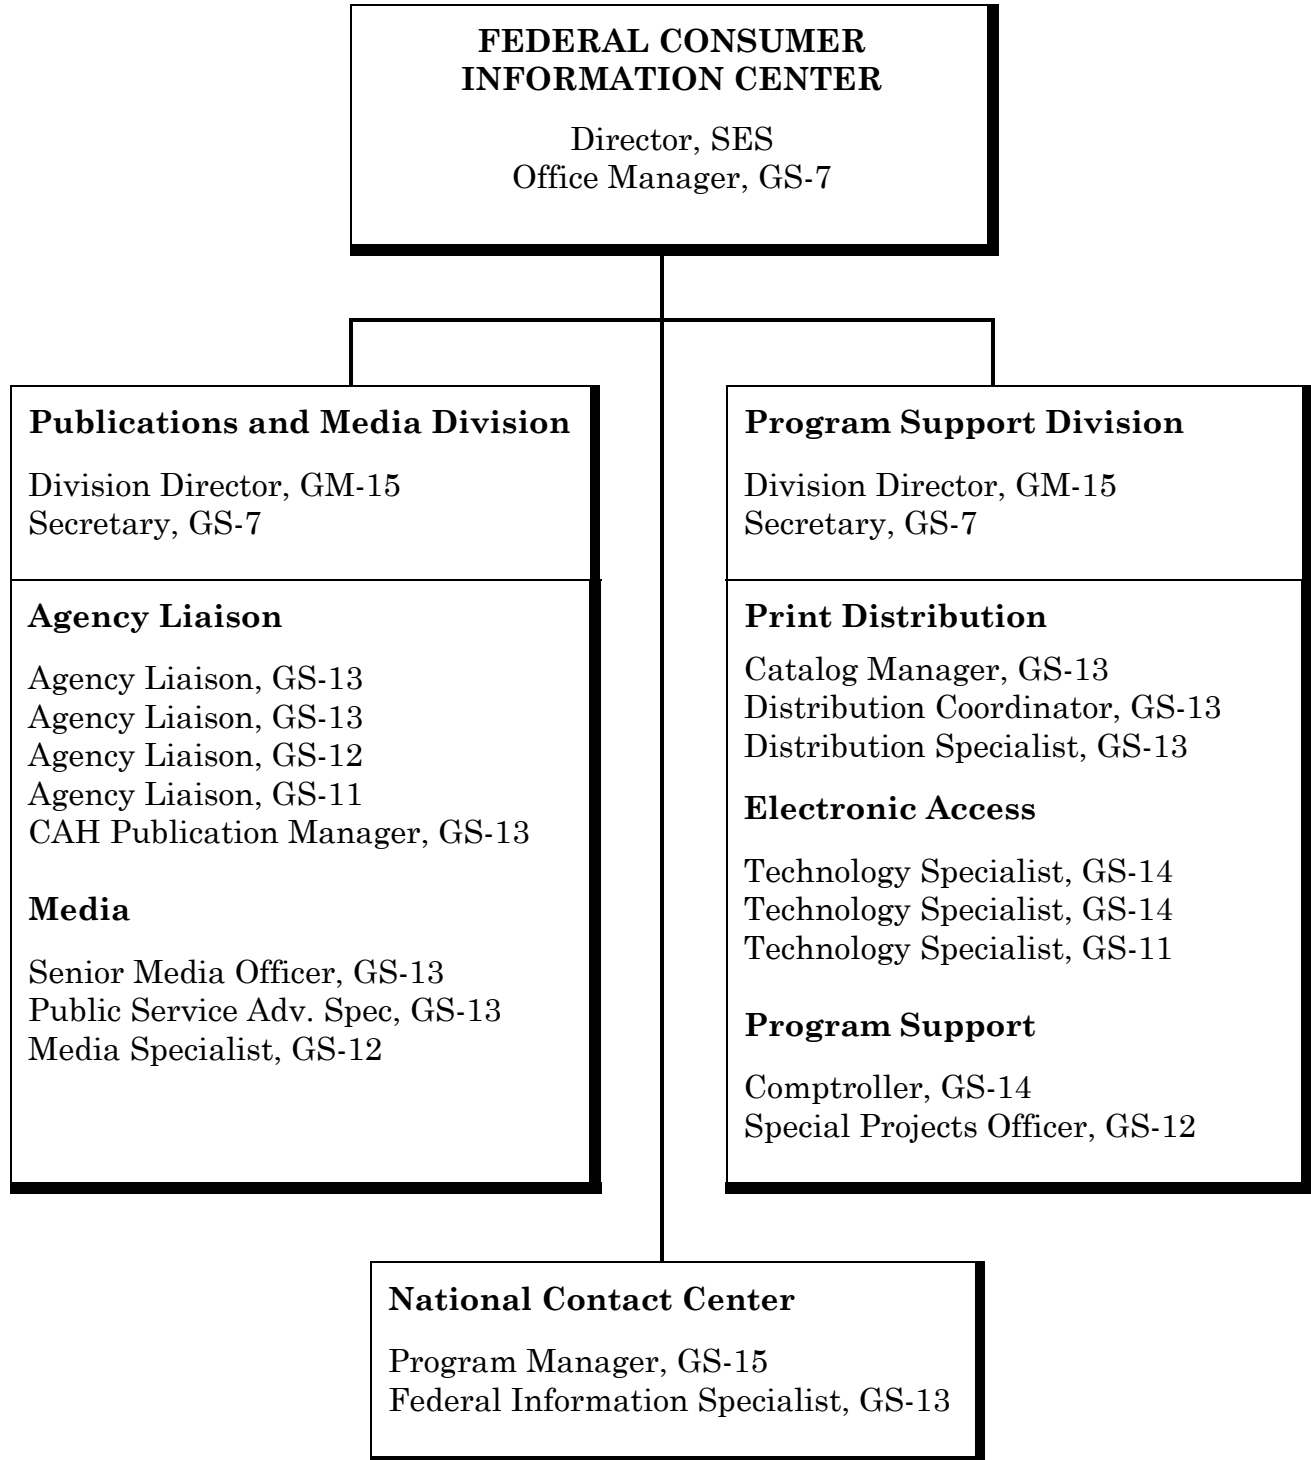 FEDERAL CONSUMER
INFORMATION CENTER
Director, SES
Office Manager, GS-7
Publications and Media Division
Division Director, GM-15
Secretary, GS-7
Agency Liaison
Agency Liaison, GS-13
Agency Liaison, GS-13
Agency Liaison, GS-12
Agency Liaison, GS-11
CAH Publication Manager, GS-13
Media
Senior Media Officer, GS-13
Public Service Adv. Spec, GS-13
Media Specialist, GS-12
Program Support Division
Division Director, GM-15
Secretary, GS-7
Print Distribution
Catalog Manager, GS-13
Distribution Coordinator, GS-13
Distribution Specialist, GS-13
Electronic Access
Technology Specialist, GS-14
Technology Specialist, GS-14
Technology Specialist, GS-11
Program Support
Comptroller, GS-14
Special Projects Officer, GS-12
National Contact Center
Program Manager, GS-15
Federal Information Specialist, GS-13